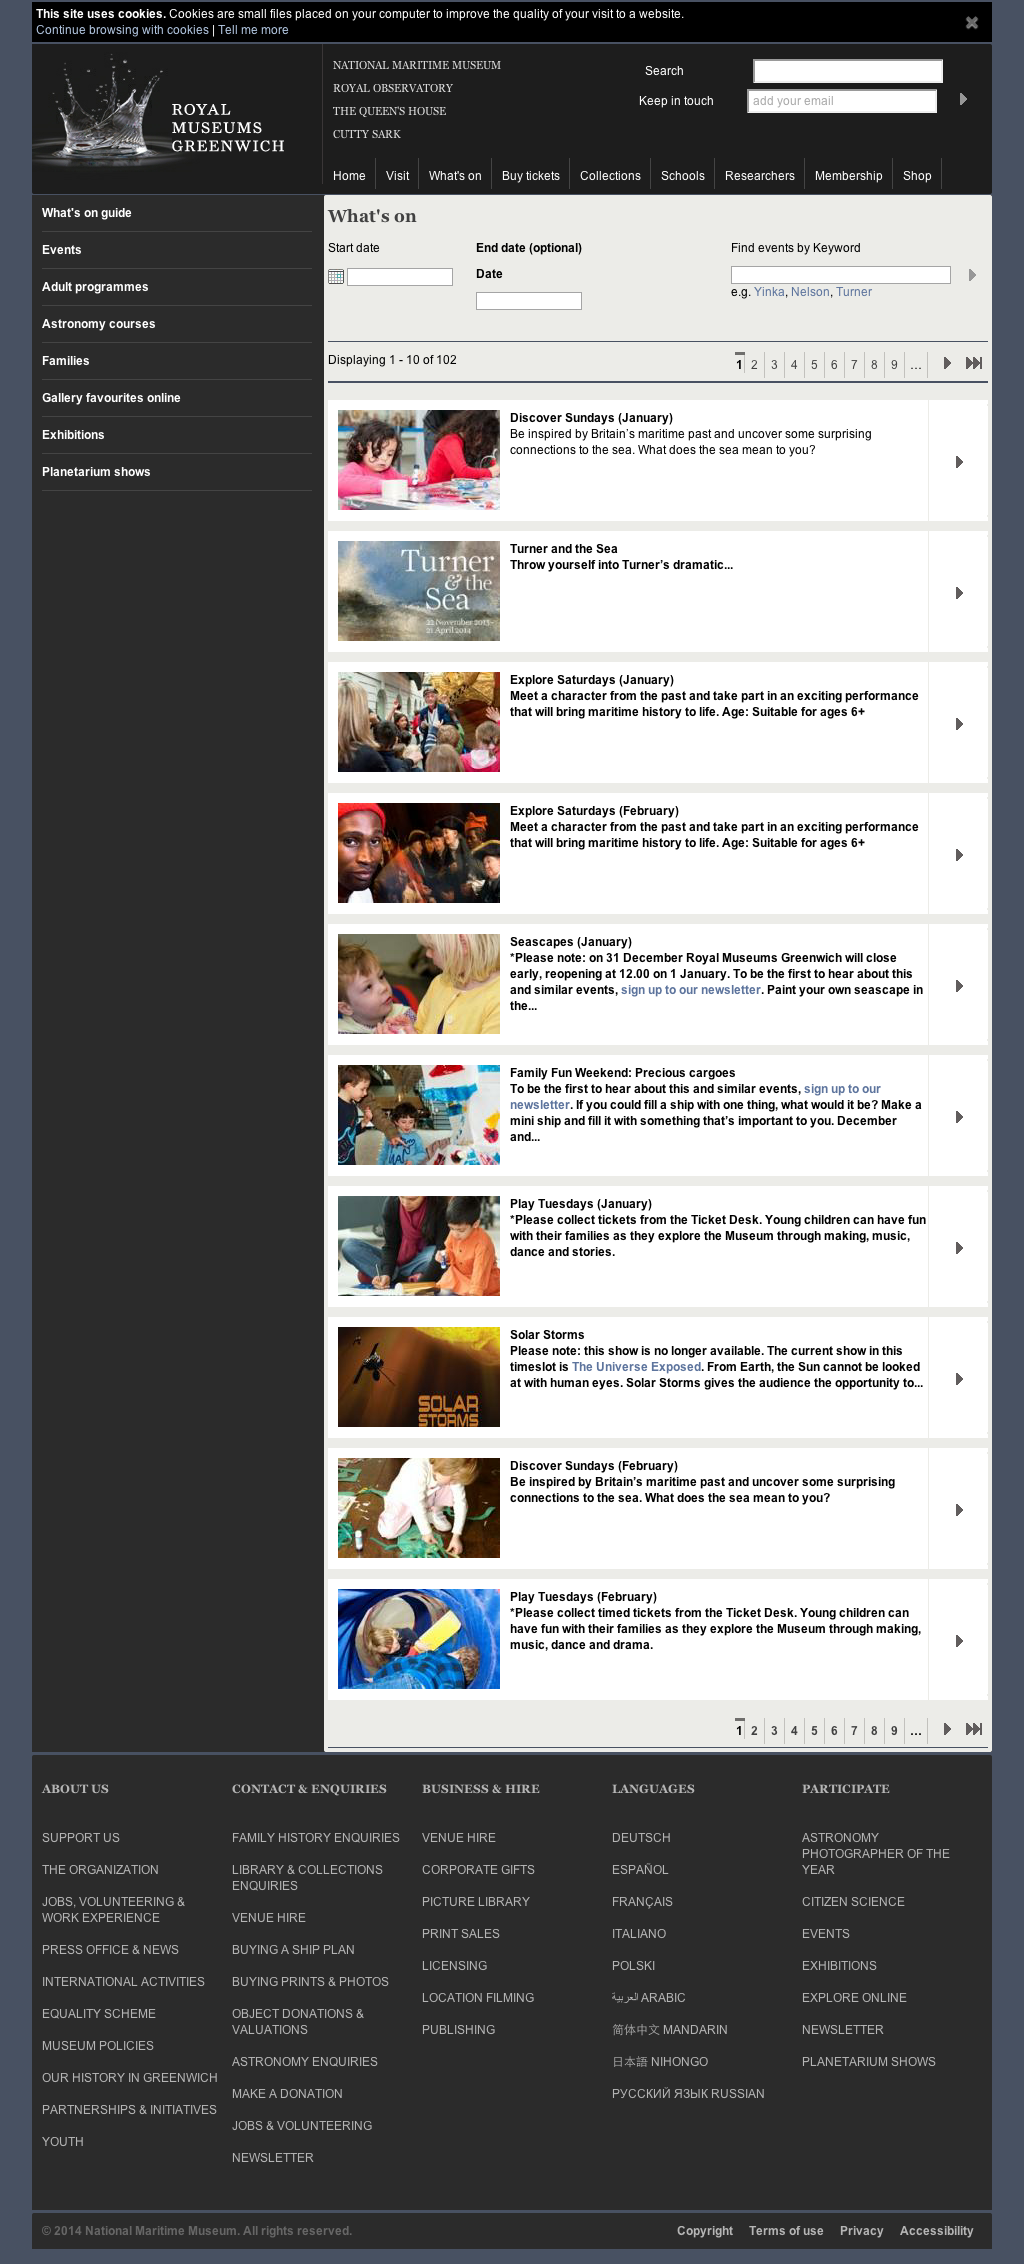 This site uses cookies. Cookies are small files placed on your computer to improve the quality of your visit to a website.
Continue browsing with cookies | Tell me more
ROYAL
MUSEUMS
GREENWICH
NATIONAL MARITIME MUSEUM
ROYAL OBSERVATORY
THE QUEEN'S HOUSE
CUTTY SARK
Search
Keep in touch
add your email
Home
Visit
What's on
Buy tickets
Collections
Schools
Researchers
Membership
Shop
What's on guide
Events
Adult programmes
Astronomy courses
Families
Gallery favourites online
Exhibitions
Planetarium shows
What's on
Start date
End date (optional)
Date
Find events by Keyword
e.g. Yinka, Nelson, Turner
Displaying 1 - 10 of 102
1 2 3 4 5 6 7 8 9 ...
Discover Sundays (January)
Be inspired by Britain's maritime past and uncover some surprising
connections to the sea. What does the sea mean to you?
Turner
& the
Sea
22 November 2013–
21 April 2014
Turner and the Sea
Throw yourself into Turner's dramatic...
Explore Saturdays (January)
Meet a character from the past and take part in an exciting performance
that will bring maritime history to life. Age: Suitable for ages 6+
Explore Saturdays (February)
Meet a character from the past and take part in an exciting performance
that will bring maritime history to life. Age: Suitable for ages 6+
Seascapes (January)
*Please note: on 31 December Royal Museums Greenwich will close
early, reopening at 12.00 on 1 January. To be the first to hear about this
and similar events, sign up to our newsletter. Paint your own seascape in
the...
Family Fun Weekend: Precious cargoes
To be the first to hear about this and similar events, sign up to our
newsletter. If you could fill a ship with one thing, what would it be? Make a
mini ship and fill it with something that's important to you. December
and...
Play Tuesdays (January)
*Please collect tickets from the Ticket Desk. Young children can have fun
with their families as they explore the Museum through making, music,
dance and stories.
SOLAR
STORMS
Solar Storms
Please note: this show is no longer available. The current show in this
timeslot is The Universe Exposed. From Earth, the Sun cannot be looked
at with human eyes. Solar Storms gives the audience the opportunity to...
Discover Sundays (February)
Be inspired by Britain's maritime past and uncover some surprising
connections to the sea. What does the sea mean to you?
Play Tuesdays (February)
*Please collect timed tickets from the Ticket Desk. Young children can
have fun with their families as they explore the Museum through making,
music, dance and drama.
1 2 3 4 5 6 7 8 9 ...
ABOUT US
SUPPORT US
THE ORGANIZATION
JOBS, VOLUNTEERING &
WORK EXPERIENCE
PRESS OFFICE & NEWS
INTERNATIONAL ACTIVITIES
EQUALITY SCHEME
MUSEUM POLICIES
OUR HISTORY IN GREENWICH
PARTNERSHIPS & INITIATIVES
YOUTH
CONTACT & ENQUIRIES
FAMILY HISTORY ENQUIRIES
LIBRARY & COLLECTIONS
ENQUIRIES
VENUE HIRE
BUYING A SHIP PLAN
BUYING PRINTS & PHOTOS
OBJECT DONATIONS &
VALUATIONS
ASTRONOMY ENQUIRIES
MAKE A DONATION
JOBS & VOLUNTEERING
NEWSLETTER
BUSINESS & HIRE
VENUE HIRE
CORPORATE GIFTS
PICTURE LIBRARY
PRINT SALES
LICENSING
LOCATION FILMING
PUBLISHING
LANGUAGES
DEUTSCH
ESPAÑOL
FRANÇAIS
ITALIANO
POLSKI
العربية ARABIC
简体中文 MANDARIN
日本語 NIHONGO
РУССКИЙ ЯЗЫК RUSSIAN
PARTICIPATE
ASTRONOMY
PHOTOGRAPHER OF THE
YEAR
CITIZEN SCIENCE
EVENTS
EXHIBITIONS
EXPLORE ONLINE
NEWSLETTER
PLANETARIUM SHOWS
© 2014 National Maritime Museum. All rights reserved.
Copyright
Terms of use
Privacy
Accessibility